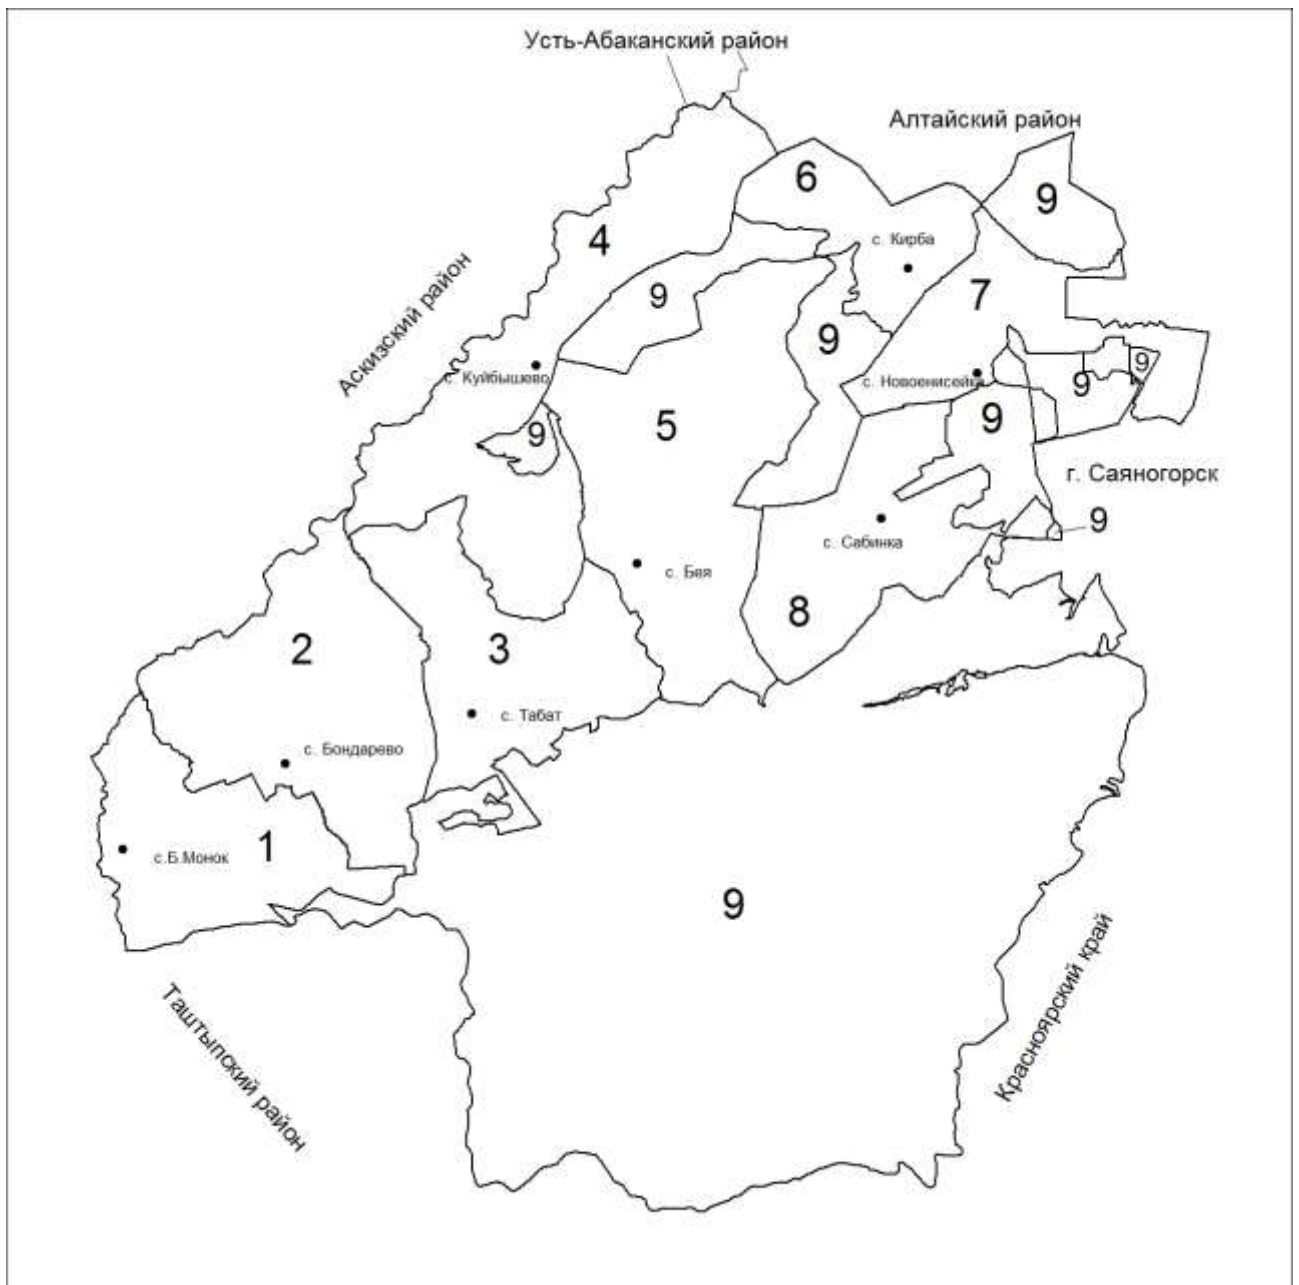 Усть-Абаканский район
Алтайский район
6
9
4
с. Кирба
Аскизский район
9
7
9
9
с. Куйбышево
с. Новоенисейка
9
5
9
9
г. Саяногорск
9
с. Сабинка
с. Бея
8
2
3
с. Табат
с. Бондарево
1
с.Б.Монок
9
Красноярский край
Таштыпский район